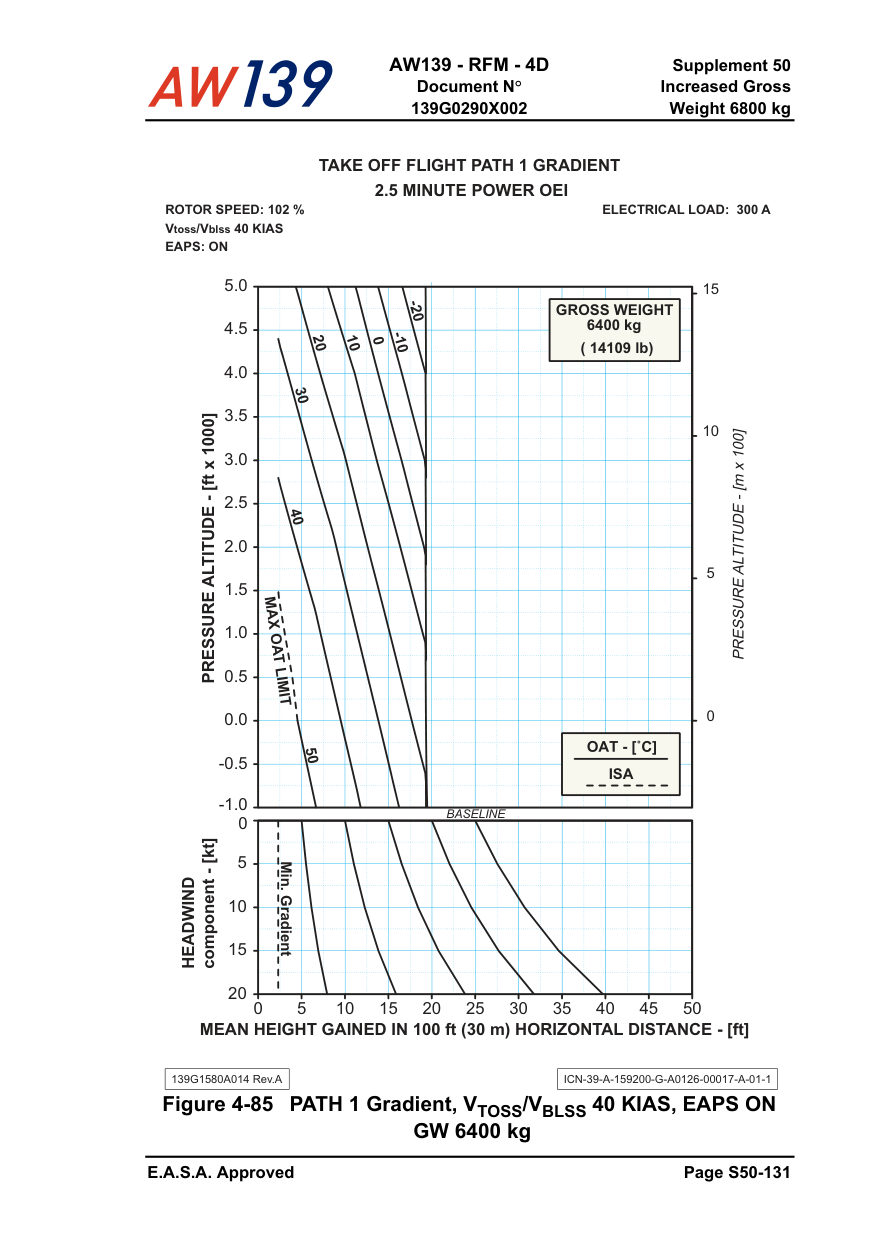 AW139
AW139 - RFM - 4D
Document N°
139G0290X002
Supplement 50
Increased Gross
Weight 6800 kg
TAKE OFF FLIGHT PATH 1 GRADIENT
2.5 MINUTE POWER OEI
ROTOR SPEED: 102 %
Vtoss/Vblss 40 KIAS
EAPS: ON
ELECTRICAL LOAD: 300 A
GROSS WEIGHT
6400 kg
( 14109 lb)
PRESSURE ALTITUDE - [ft x 1000]
5.0
4.5
4.0
3.5
3.0
2.5
2.0
1.5
1.0
0.5
0.0
-0.5
-1.0
-20
-10
0
10
20
30
40
50
MAX OAT LIMIT
15
10
5
0
PRESSURE ALTITUDE - [m x 100]
OAT - [°C]
ISA
BASELINE
HEADWIND
component - [kt]
0
5
10
15
20
Min. Gradient
0 5 10 15 20 25 30 35 40 45 50
MEAN HEIGHT GAINED IN 100 ft (30 m) HORIZONTAL DISTANCE - [ft]
139G1580A014 Rev.A
ICN-39-A-159200-G-A0126-00017-A-01-1
Figure 4-85 PATH 1 Gradient, VTOSS/VBLSS 40 KIAS, EAPS ON
GW 6400 kg
E.A.S.A. Approved
Page S50-131